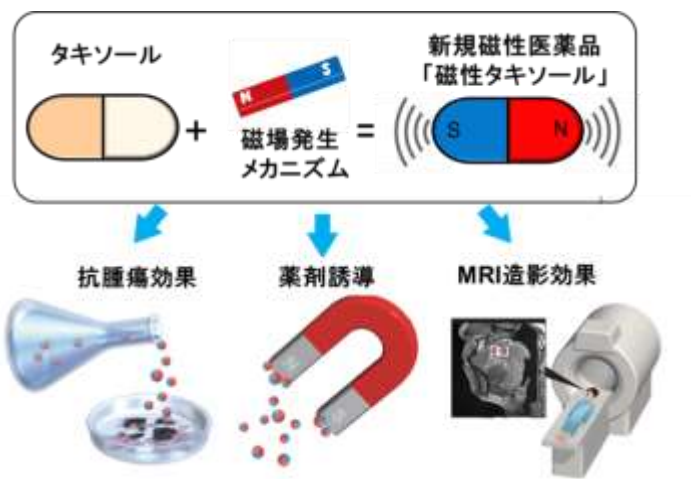 タキソール
N
S
+
磁場発生
メカニズム
=
新規磁性医薬品
「磁性タキソール」
S
N
抗腫瘍効果
薬剤誘導
MRI造影効果